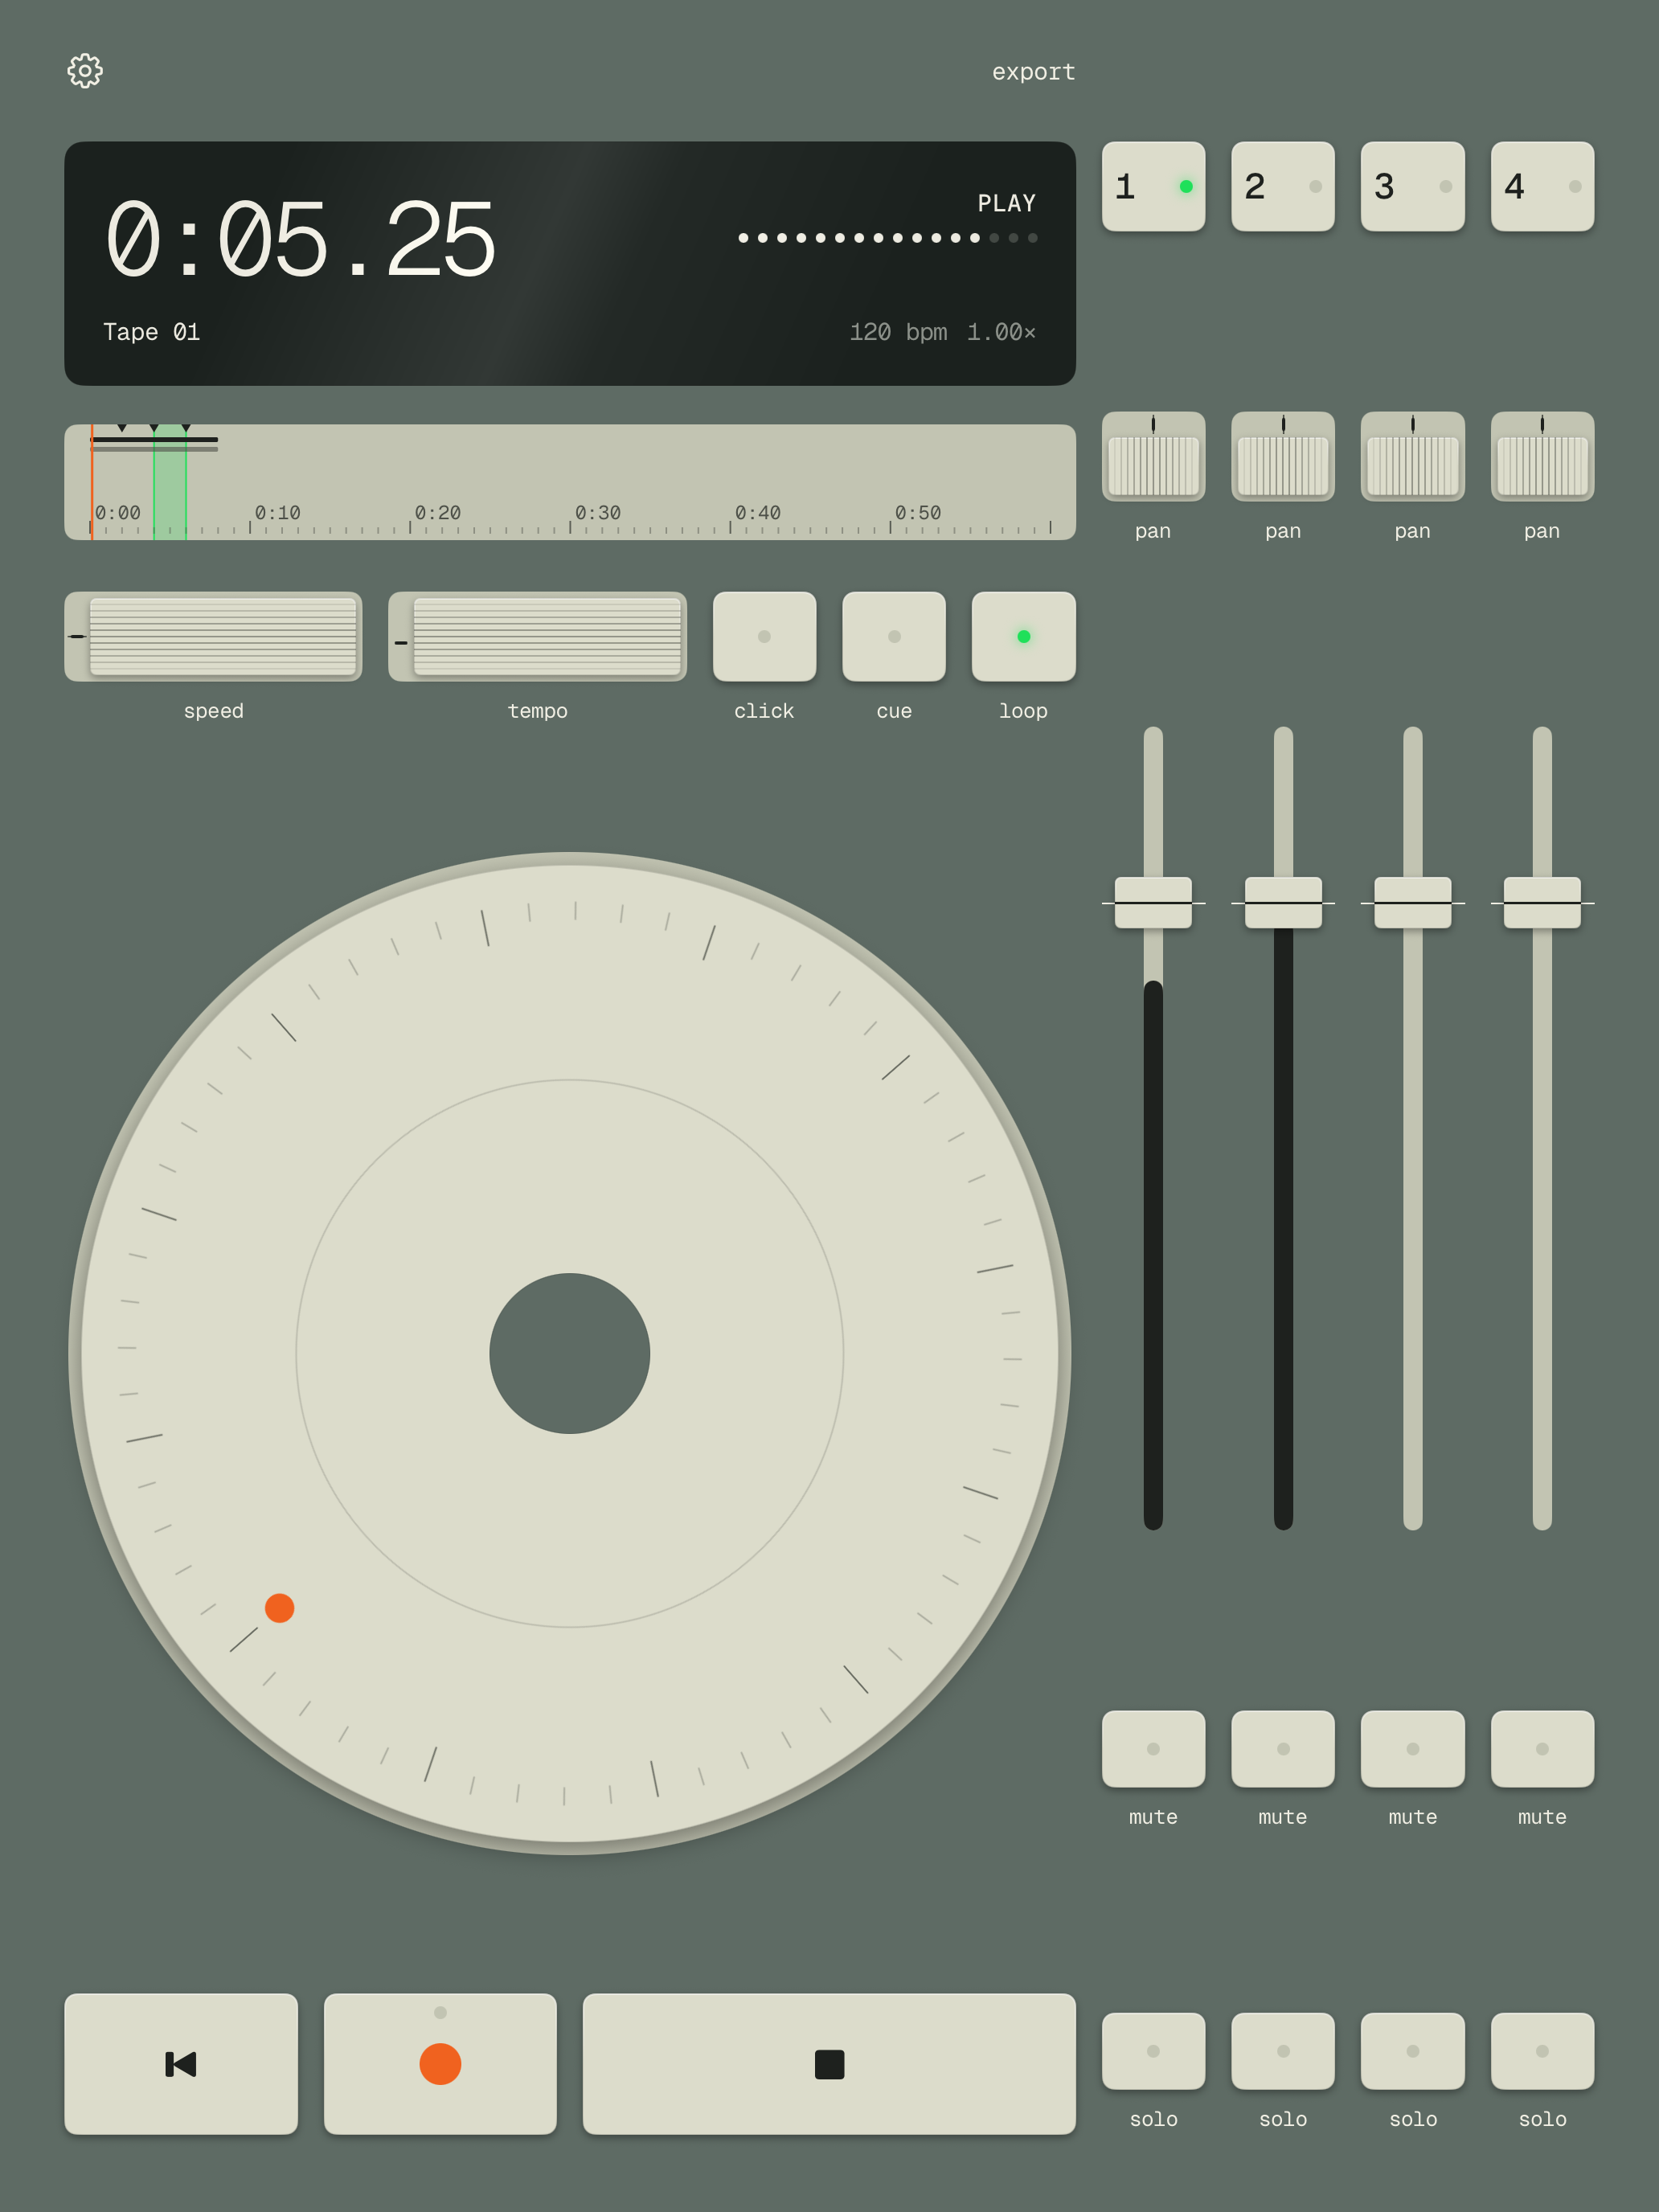 export
0:05.25
PLAY
Tape 01
120 bpm 1.00×
1 2 3 4
0:00 0:10 0:20 0:30 0:40 0:50
pan pan pan pan
speed tempo click cue loop
mute mute mute mute
solo solo solo solo